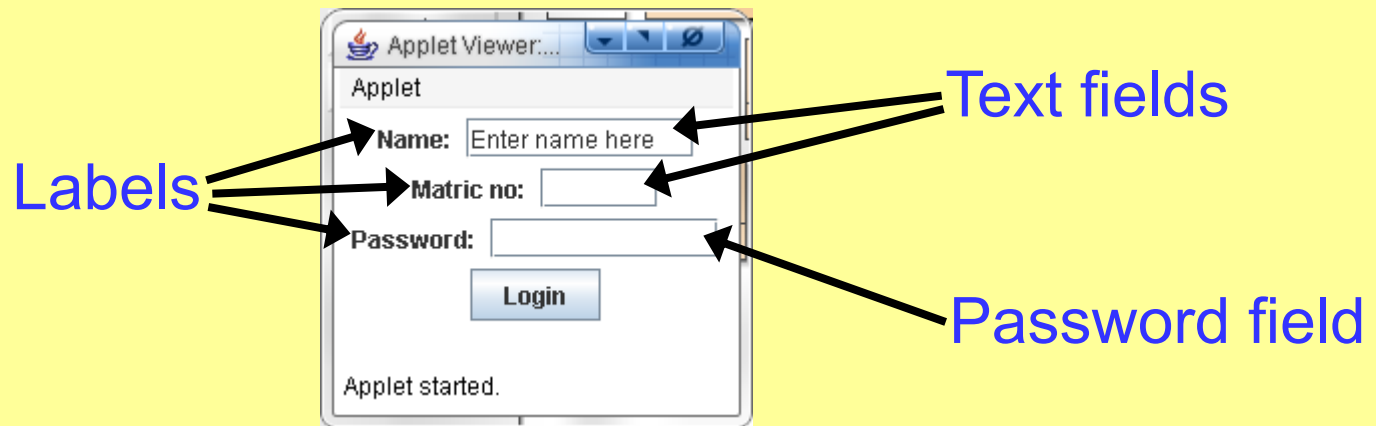 Applet Viewer:...
Applet
Text fields
Name: Enter name here
Labels
Matric no:
Password:
Login
Password field
Applet started.